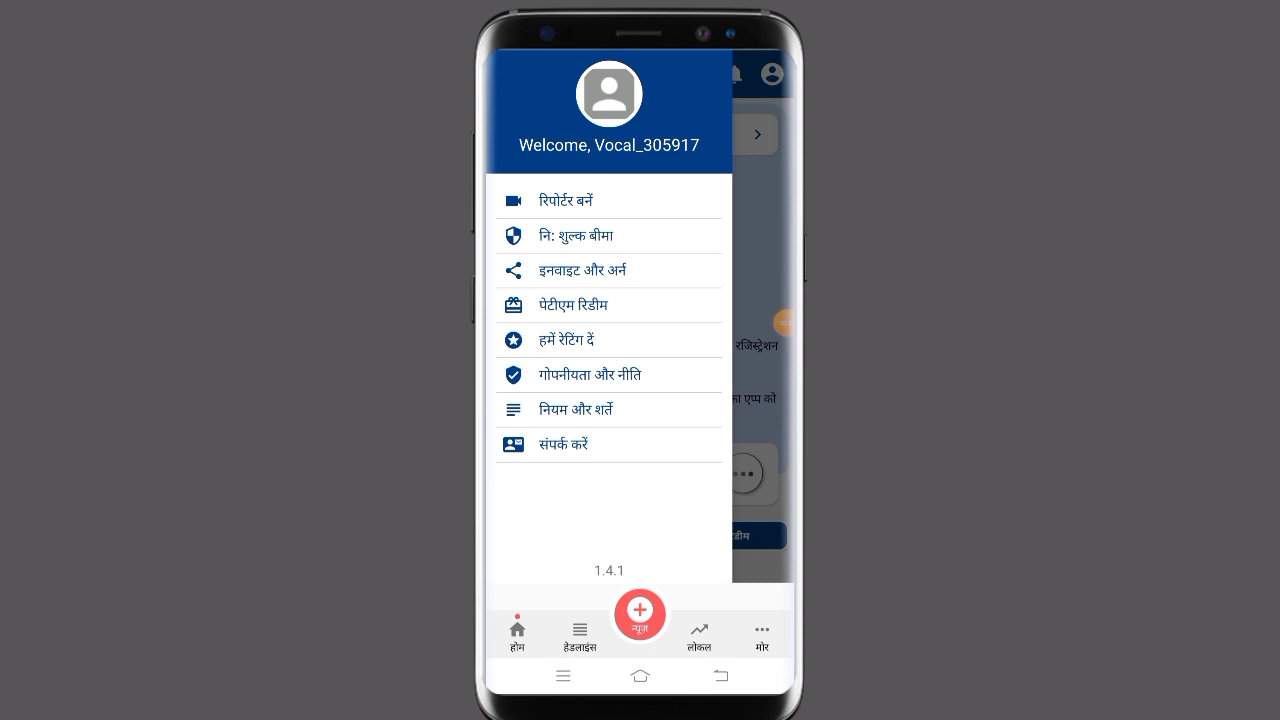 Welcome, Vocal_305917
रिपोर्टर बनें
नि: शुल्क बीमा
इनवाइट और अर्न
पेटीएम रिडीम
हमें रेटिंग दें
गोपनीयता और नीति
नियम और शर्ते
संपर्क करें
रजिस्ट्रेशन
एप्प को
1.4.1
न्यूज़
होम
हेडलाइंस
लोकल
मोर